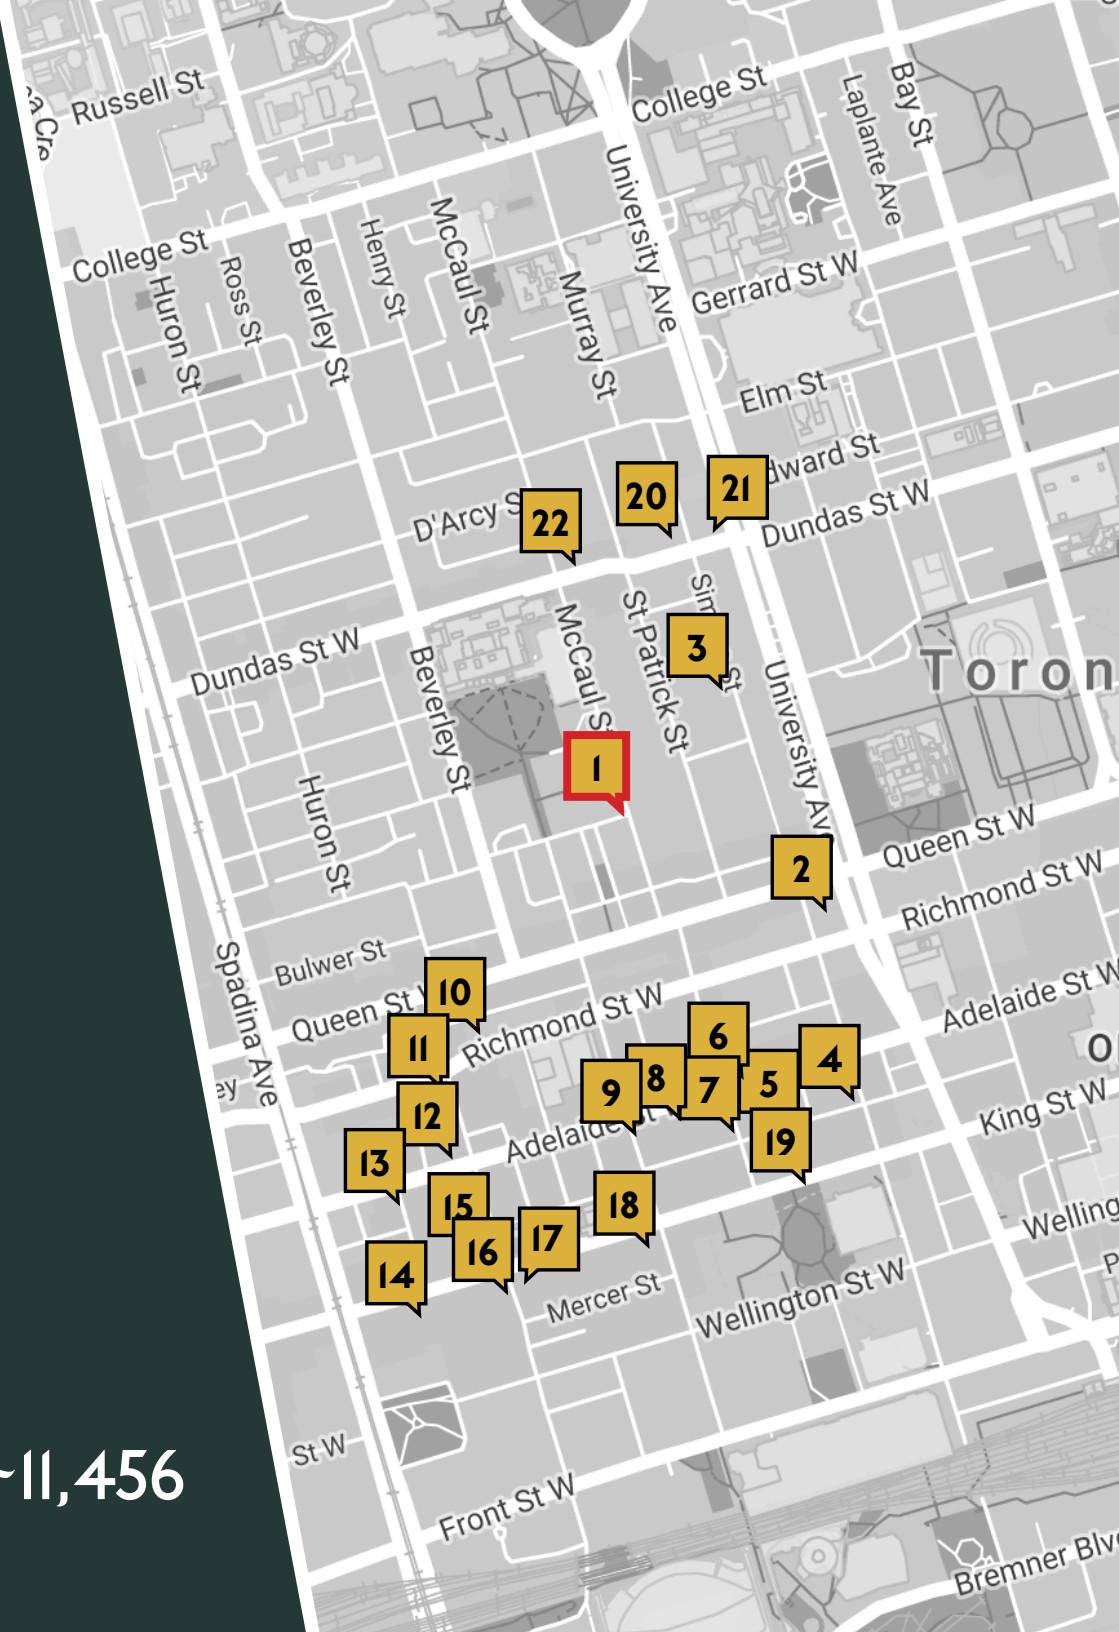 Russell St
College St
Bay St
Laplante Ave
University Ave
McCaul St
Henry St
College St
Beverley St
Ross St
Huron St
Murray St
Gerrard St W
Elm St
20
21
22
D'Arcy S
dward St
Dundas St W
Sim
St
3
St Patrick St
McCaul St
Dundas St W
Beverley St
University Av
Toron
1
Huron St
2
Queen St W
Richmond St W
Bulwer St
Spadina Ave
10
Queen St
Richmond St W
Adelaide St W
11
6
4
8
5
9
7
12
Adelaide
King St W
19
13
15
18
17
16
14
Welling
Mercer St
Wellington St W
St W
~11,456
Front St W
Bremner Blv